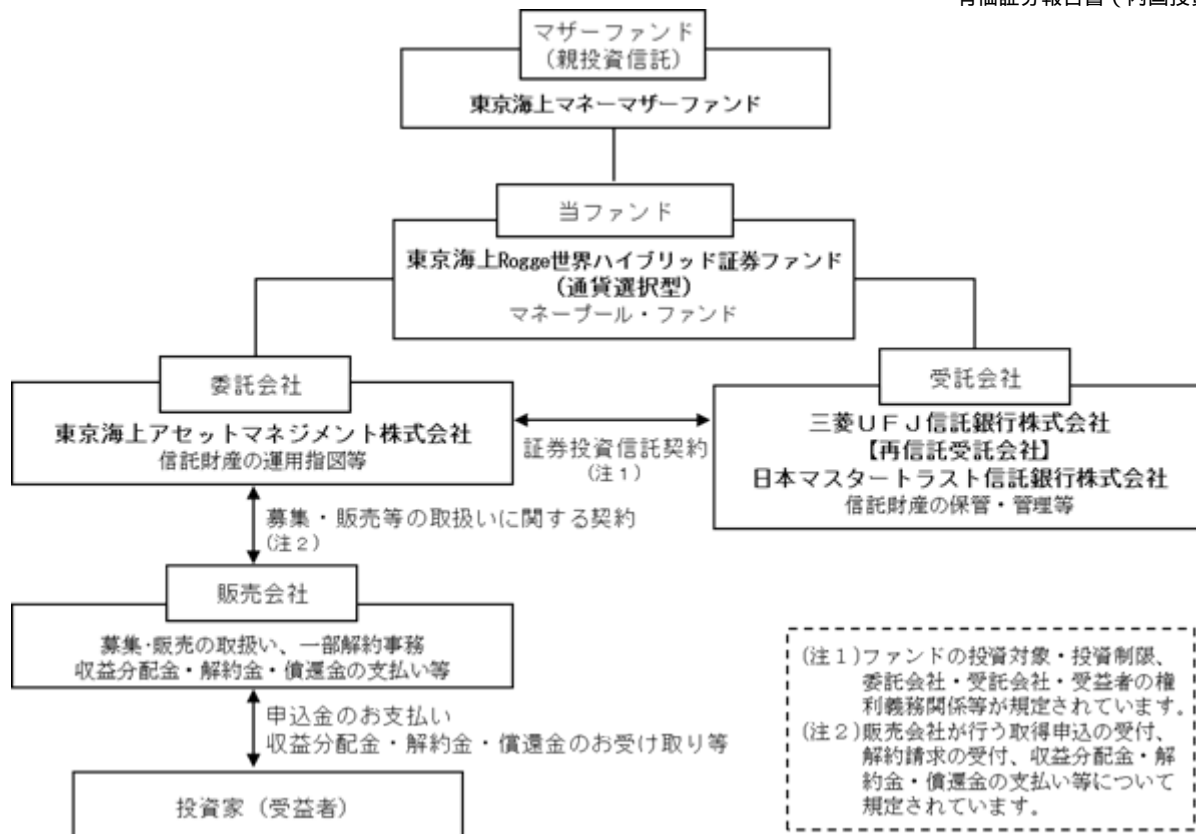 マザーファンド
(親投資信託)
東京海上マネーマザーファンド
当ファンド
東京海上Rogge世界ハイブリッド証券ファンド
(通貨選択型)
マネープール・ファンド
委託会社
東京海上アセットマネジメント株式会社
信託財産の運用指図等
証券投資信託契約
(注1)
受託会社
三菱UFJ信託銀行株式会社
【再信託受託会社】
日本マスタートラスト信託銀行株式会社
信託財産の保管・管理等
募集・販売等の取扱いに関する契約
(注2)
販売会社
募集・販売の取扱い、一部解約事務
収益分配金・解約金・償還金の支払い等
申込金のお支払い
収益分配金・解約金・償還金のお受け取り等
投資家(受益者)
(注1)ファンドの投資対象・投資制限、
委託会社・受託会社・受益者の権
利義務関係等が規定されています。
(注2)販売会社が行う取得申込の受付、
解約請求の受付、収益分配金・解
約金・償還金の支払い等について
規定されています。